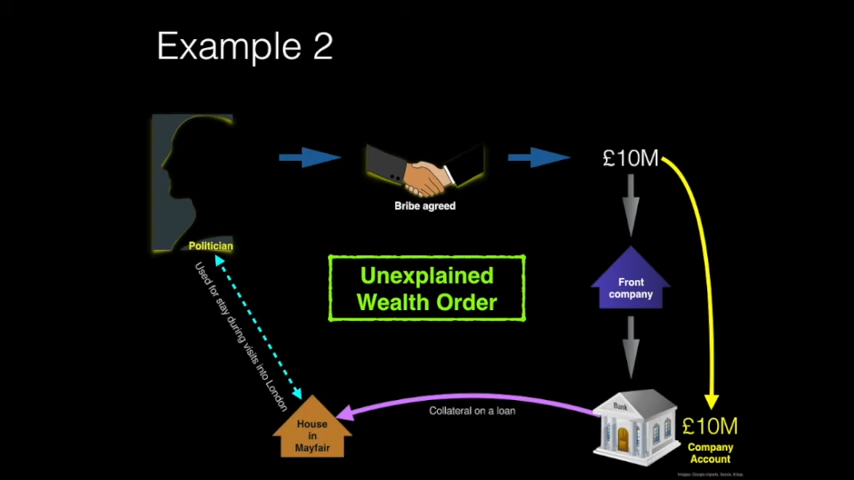 Example 2
£10M
Bribe agreed
Politician
Used for stay during visits into London
Unexplained
Wealth Order
Front
company
Bank
Collateral on a loan
House
in
Mayfair
£10M
Company
Account